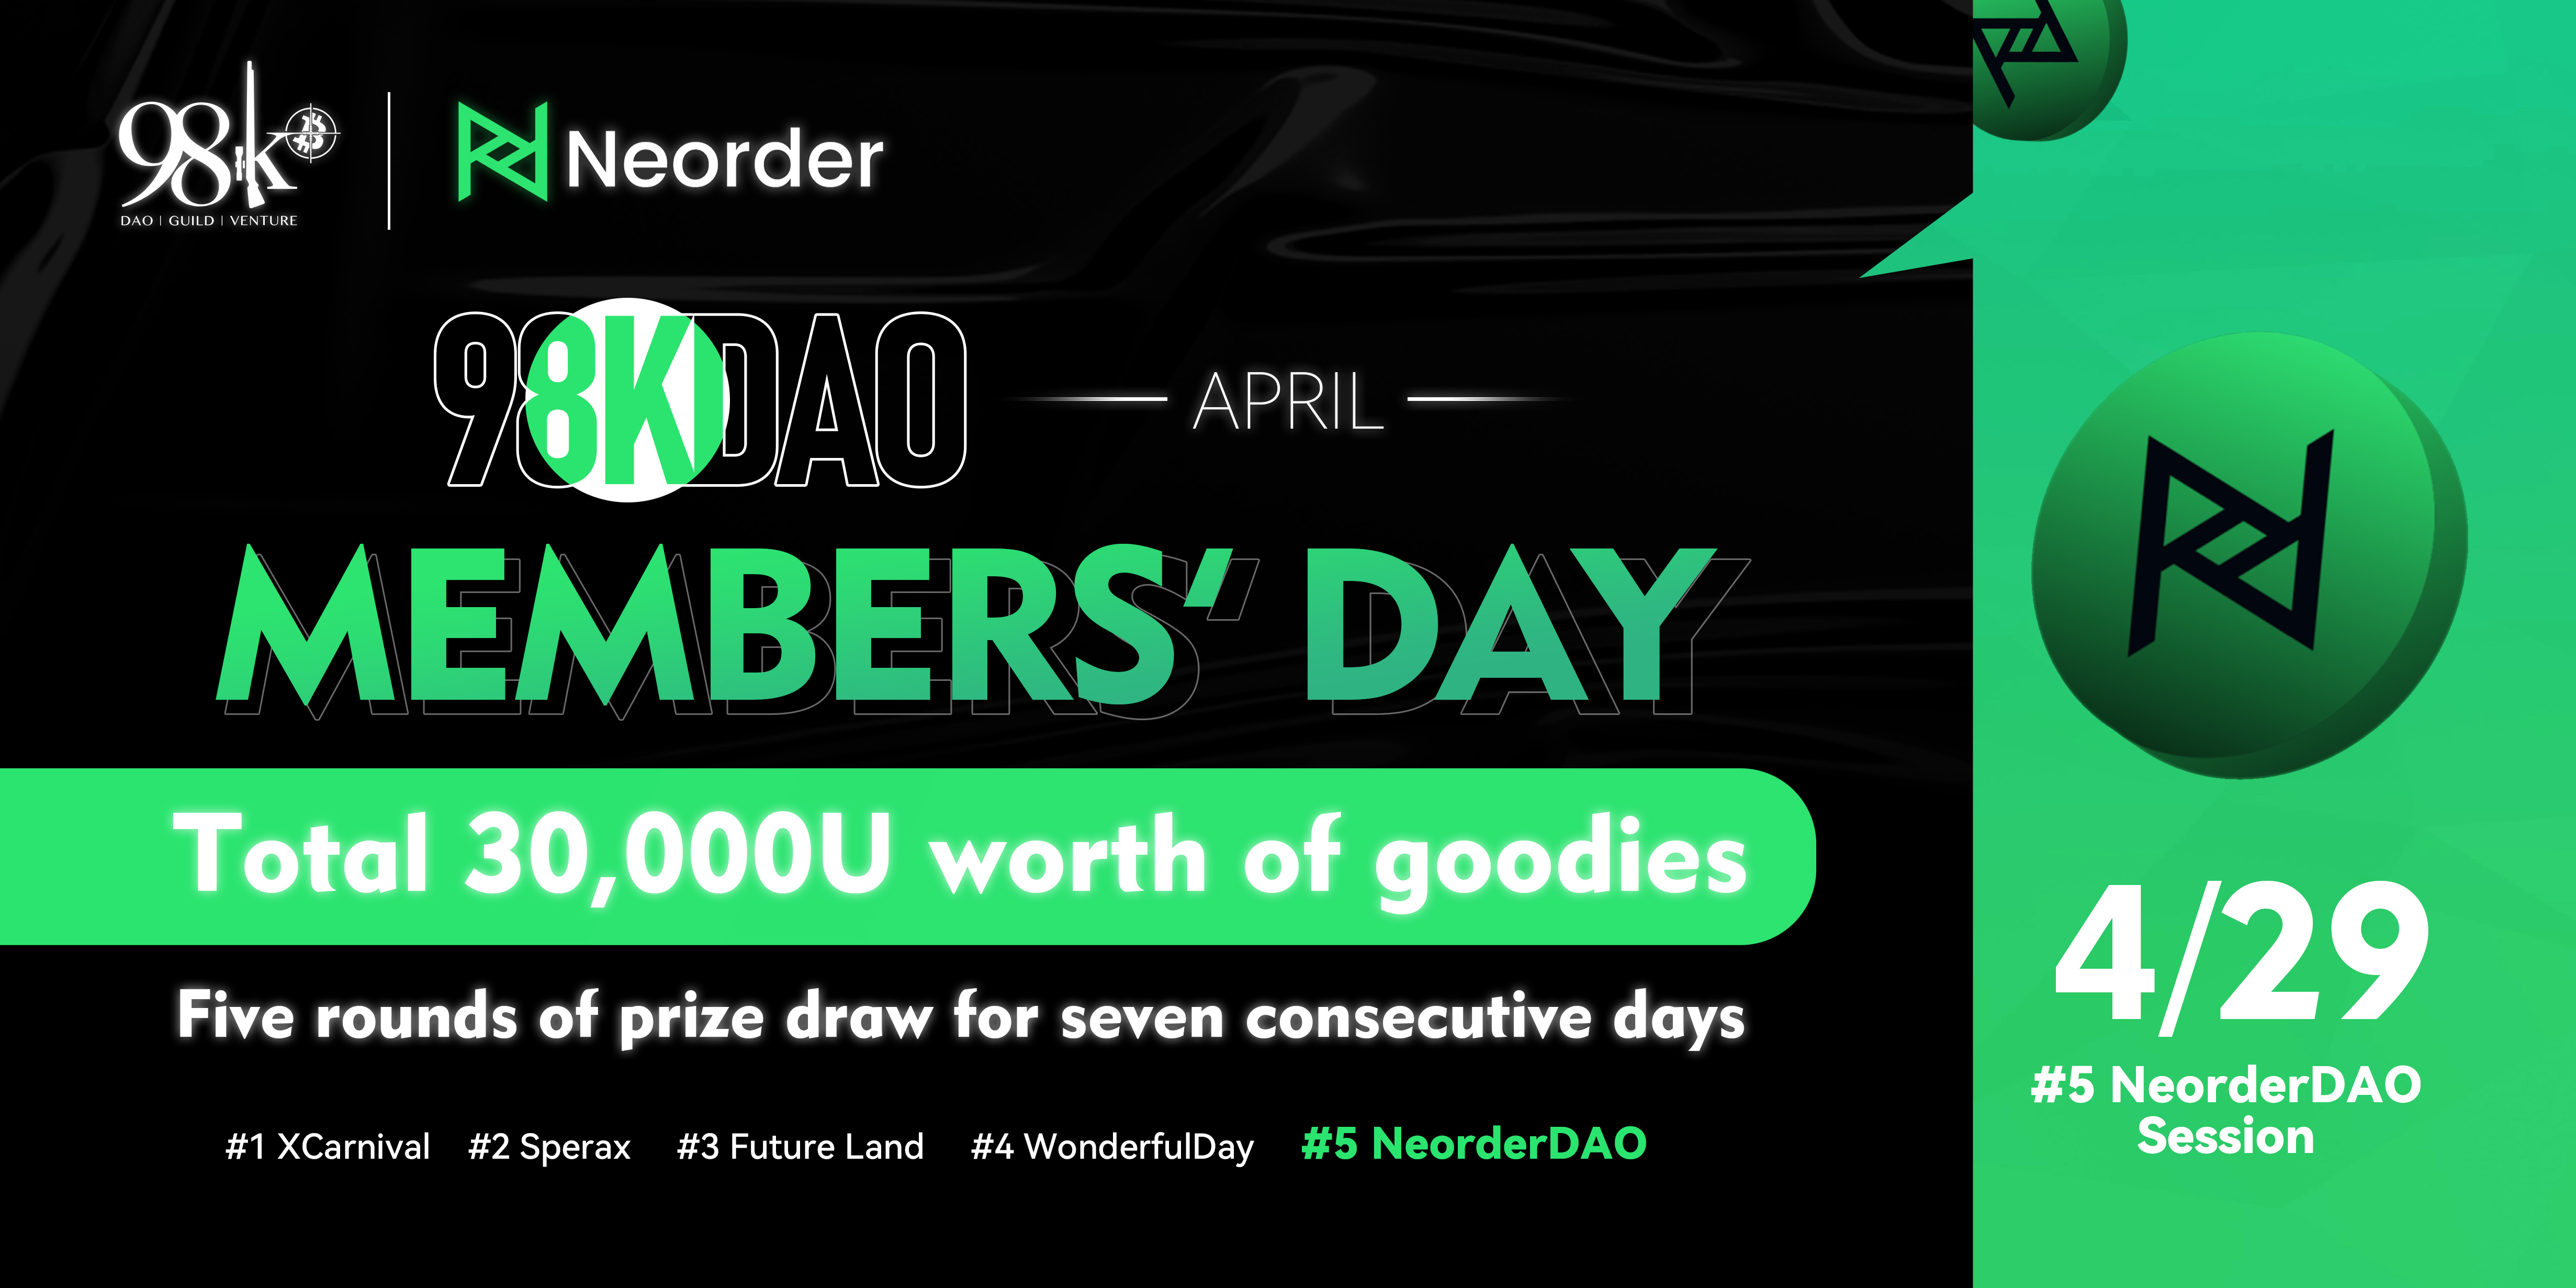 98k
DAO | GUILD | VENTURE
Neorder
98KDAO
APRIL
MEMBERS' DAY
Total 30,000U worth of goodies
Five rounds of prize draw for seven consecutive days
#1 XCarnival #2 Sperax #3 Future Land #4 WonderfulDay #5 NeorderDAO
4/29
#5 NeorderDAO
Session